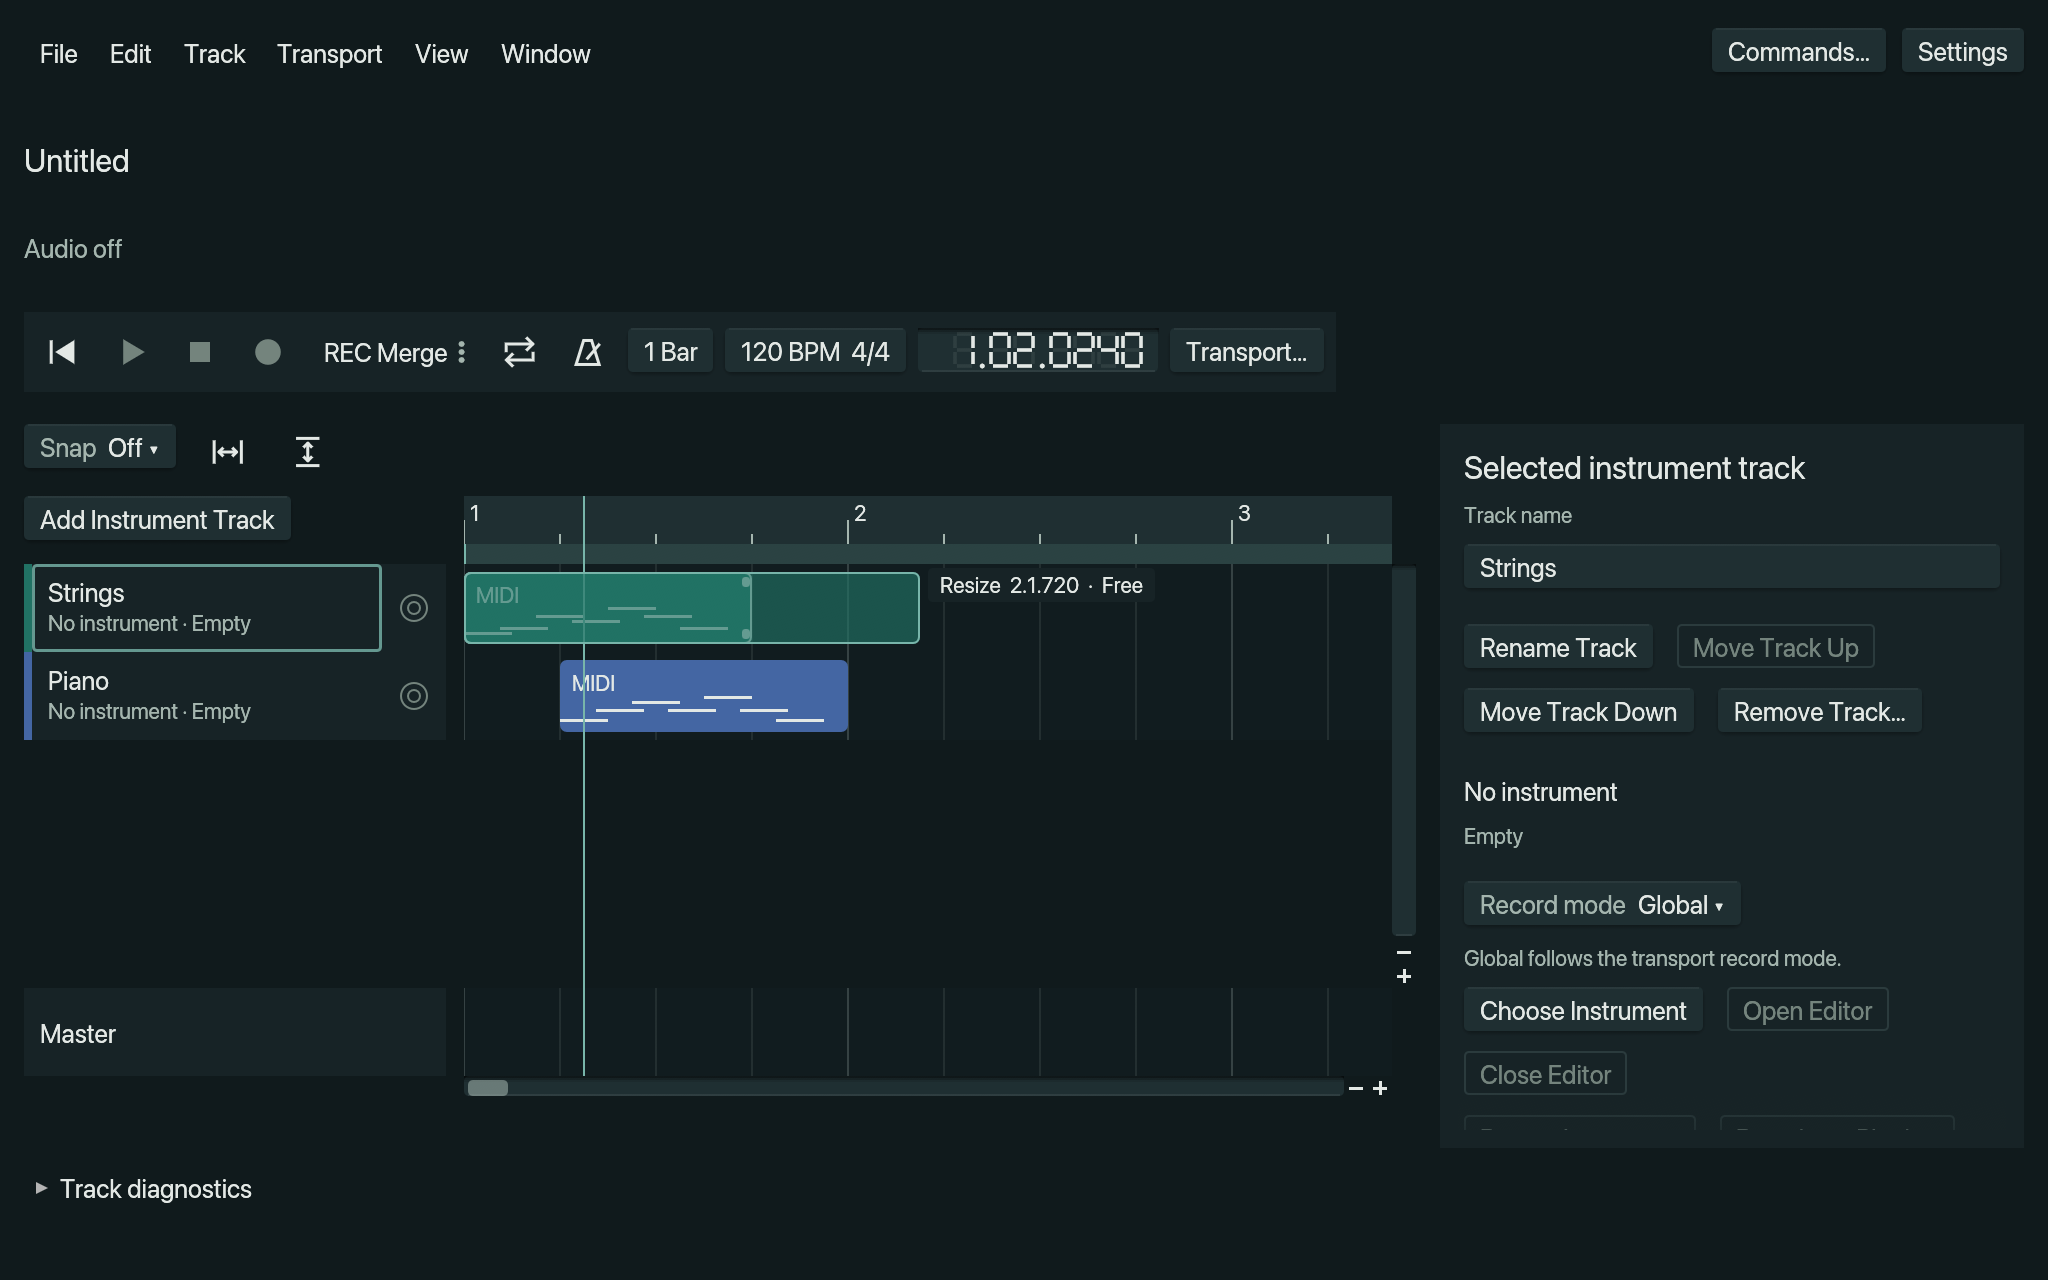 File Edit Track Transport View Window Commands... Settings
Untitled
Audio off
REC Merge 1 Bar 120 BPM 4/4 1.02.0240 Transport...
Snap Off
Add Instrument Track
1 2 3
Strings
No instrument · Empty
MIDI
Resize 2.1.720 · Free
Piano
No instrument · Empty
MIDI
Master
Track diagnostics
Selected instrument track
Track name
Strings
Rename Track Move Track Up
Move Track Down Remove Track...
No instrument
Empty
Record mode Global
Global follows the transport record mode.
Choose Instrument Open Editor
Close Editor